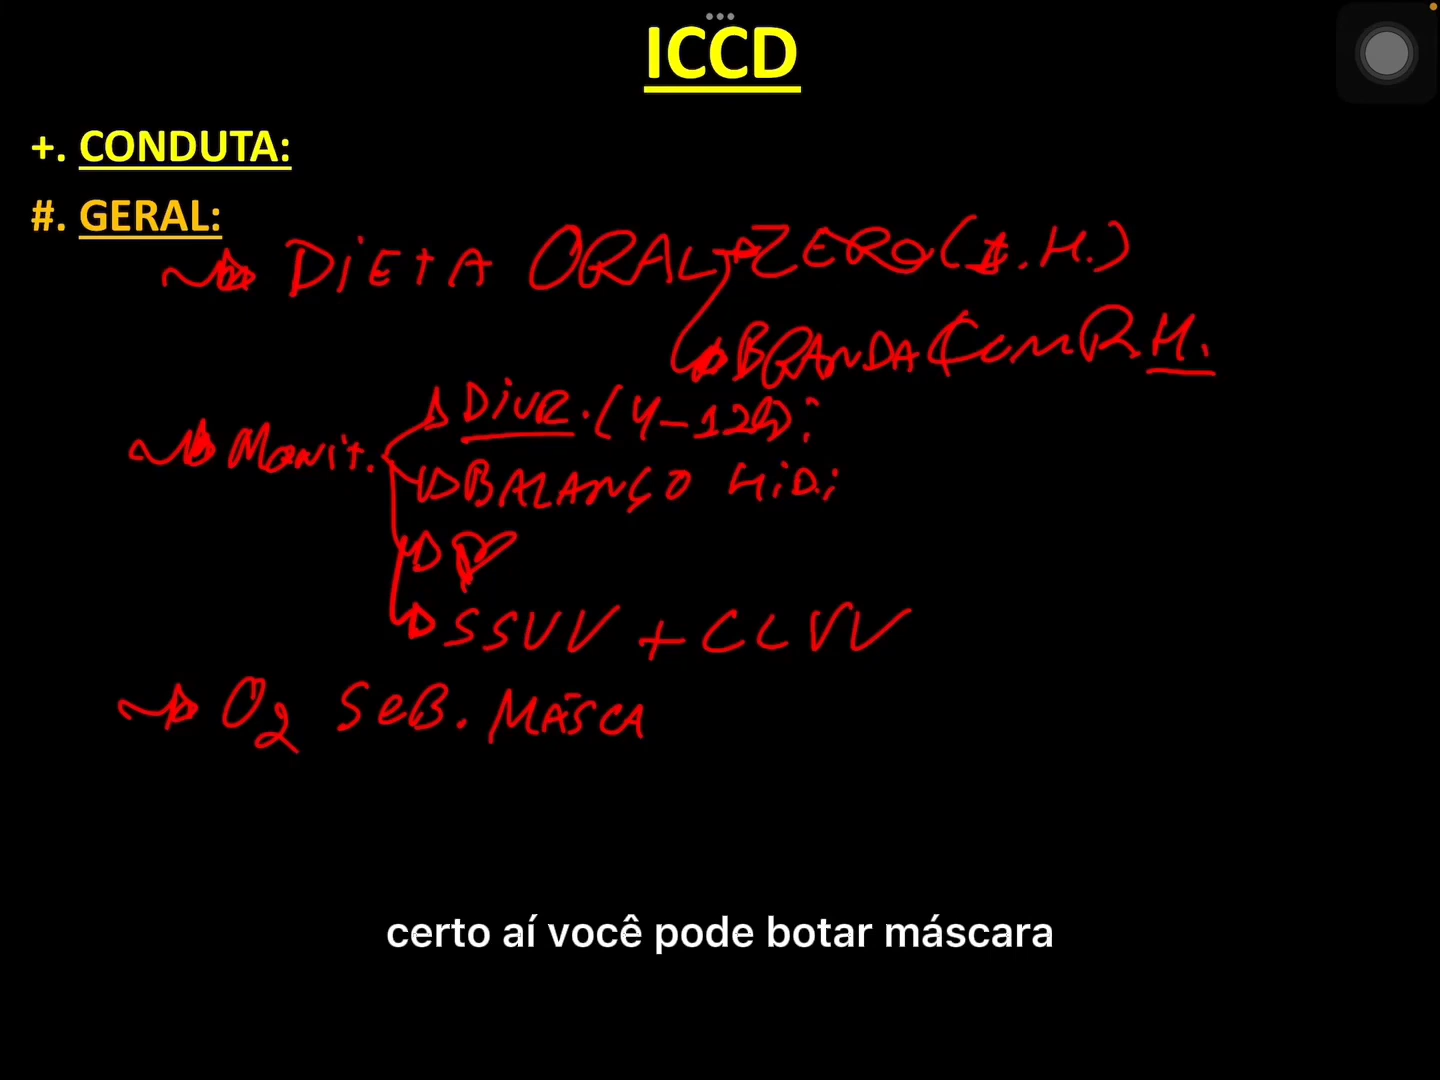 ICCD
+. CONDUTA:
#. GERAL:
DIETA ORAL ZERO (I.H.)
BRANDA COM R.H.
Monit.
DIUR. (4-12h);
BALANÇO HID;
SSVV + CCVV
O2 SeB. MÁSCA
certo aí você pode botar máscara